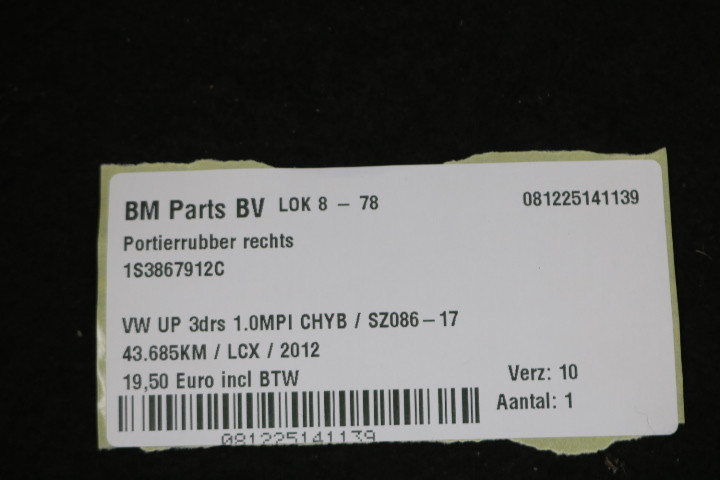 BM Parts BV LOK 8 - 78 081225141139
Portierrubber rechts
1S3867912C
VW UP 3drs 1.0MPI CHYB / SZ086-17
43.685KM / LCX / 2012
19,50 Euro incl BTW Verz: 10
Aantal: 1
081225141139